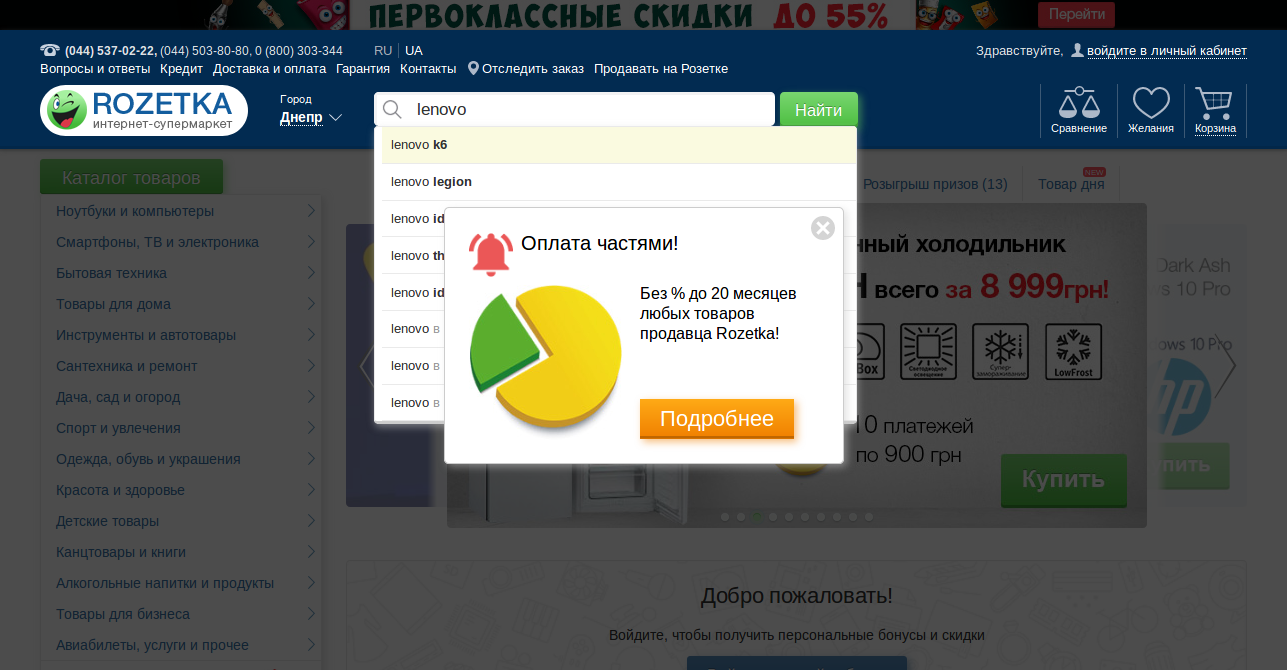 ПЕРВОКЛАССНЫЕ СКИДКИ ДО 55%
Перейти
(044) 537-02-22, (044) 503-80-80, 0 (800) 303-344
RU UA
Здравствуйте, войдите в личный кабинет
Вопросы и ответы Кредит Доставка и оплата Гарантия Контакты Отследить заказ Продавать на Розетке
ROZETKA
интернет-супермаркет
Город
Днепр
lenovo
Найти
Сравнение
Желания
Корзина
lenovo k6
lenovo legion
lenovo id
lenovo th
lenovo id
lenovo в
lenovo в
lenovo в
Каталог товаров
Ноутбуки и компьютеры
Смартфоны, ТВ и электроника
Бытовая техника
Товары для дома
Инструменты и автотовары
Сантехника и ремонт
Дача, сад и огород
Спорт и увлечения
Одежда, обувь и украшения
Красота и здоровье
Детские товары
Канцтовары и книги
Алкогольные напитки и продукты
Товары для бизнеса
Авиабилеты, услуги и прочее
Розыгрыш призов (13)
Товар дня
NEW
Оплата частями!
Без % до 20 месяцев
любых товаров
продавца Rozetka!
Подробнее
нный холодильник
Н всего за 8 999грн!
Box
Светодиодное
освещение
Супер-
замораживание
LowFrost
10 платежей
по 900 грн
Купить
Dark Ash
ws 10 Pro
dows 10 Pro
hp
упить
Добро пожаловать!
Войдите, чтобы получить персональные бонусы и скидки